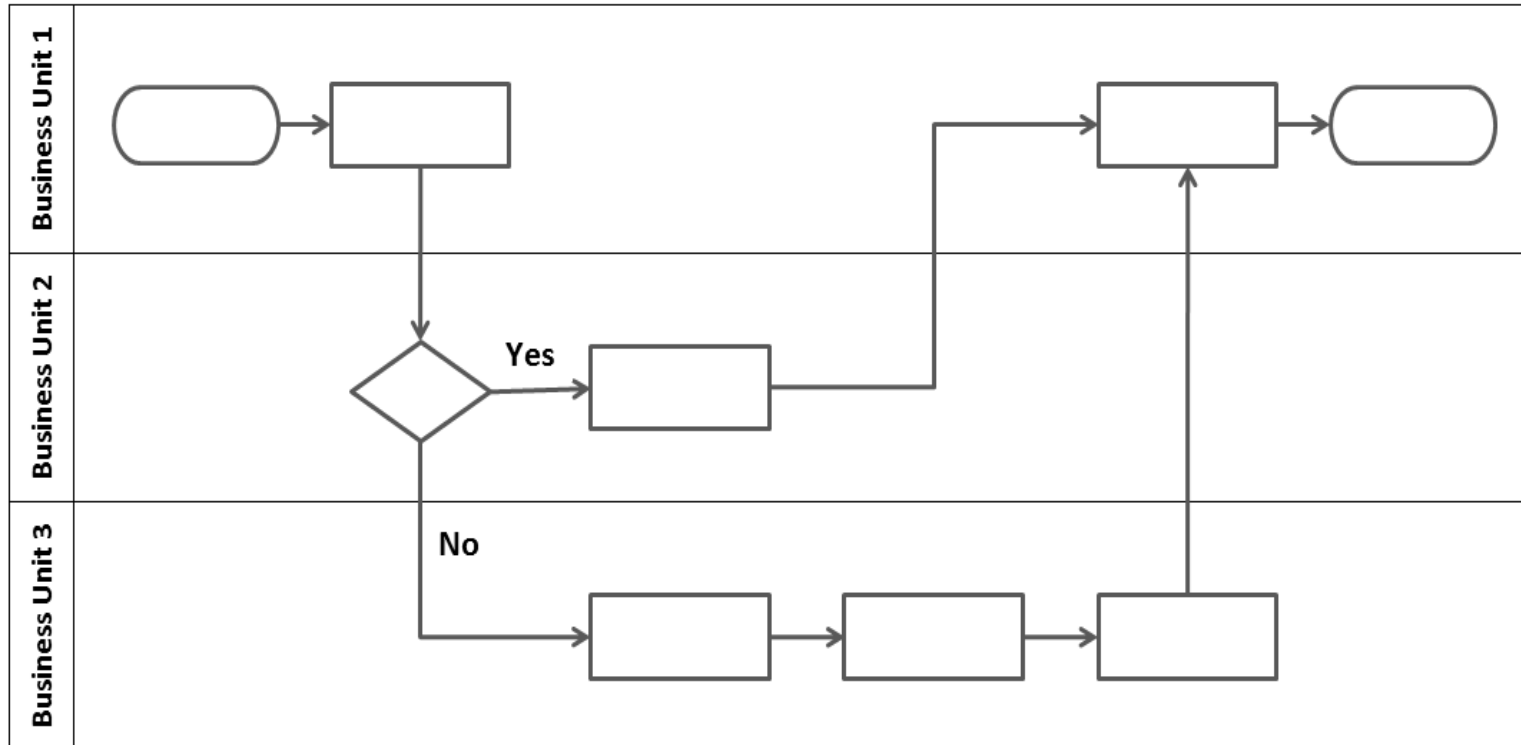 Business Unit 1
Business Unit 2
Yes
No
Business Unit 3